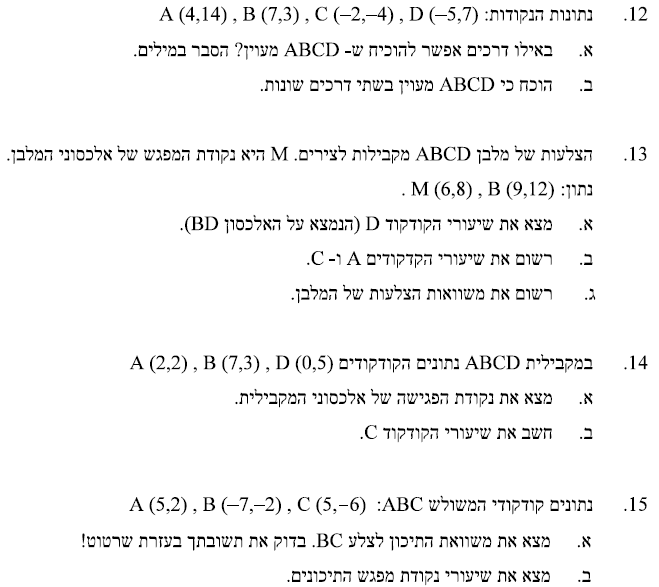 12. נתונות הנקודות: A (4,14) , B (7,3) , C (–2,–4) , D (–5,7)
א. באילו דרכים אפשר להוכיח ש- ABCD מעוין? הסבר במילים.
ב. הוכח כי ABCD מעוין בשתי דרכים שונות.
13. הצלעות של מלבן ABCD מקבילות לצירים. M היא נקודת המפגש של אלכסוני המלבן.
נתון: M (6,8) , B (9,12) .
א. מצא את שיעורי הקודקוד D (הנמצא על האלכסון BD).
ב. רשום את שיעורי הקדקודים A ו- C.
ג. רשום את משוואות הצלעות של המלבן.
14. במקבילית ABCD נתונים הקודקודים A (2,2) , B (7,3) , D (0,5)
א. מצא את נקודת הפגישה של אלכסוני המקבילית.
ב. חשב את שיעורי הקודקוד C.
15. נתונים קודקודי המשולש ABC: A (5,2) , B (–7,–2) , C (5,–6)
א. מצא את משוואת התיכון לצלע BC. בדוק את תשובתך בעזרת שרטוט!
ב. מצא את שיעורי נקודת מפגש התיכונים.